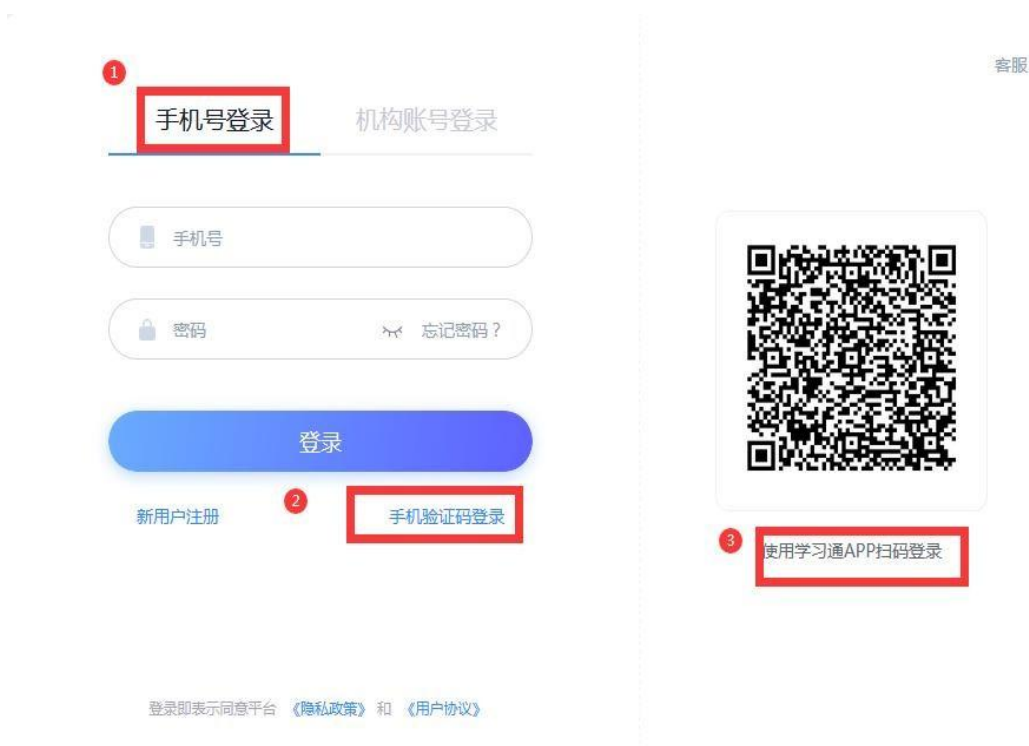 客服
1
手机号登录 机构账号登录
手机号
密码 忘记密码？
登录
新用户注册 2 手机验证码登录
3 使用学习通APP扫码登录
登录即表示同意平台 《隐私政策》 和 《用户协议》